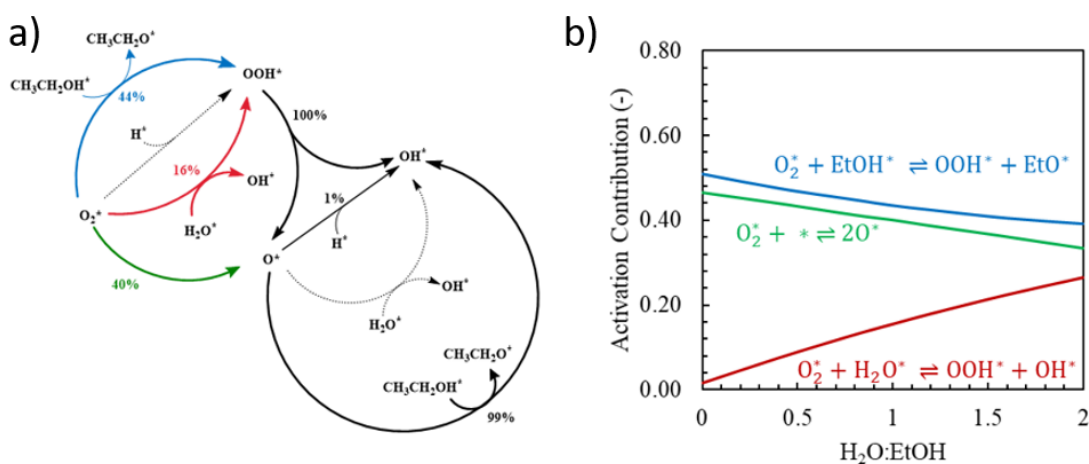 a)
CH₃CH₂O*
CH₃CH₂OH*
44%
OOH*
H*
100%
16%
OH*
O₂*
H₂O*
40%
OH*
1%
H*
O*
OH*
H₂O*
CH₃CH₂O*
CH₃CH₂OH*
99%
b)
Activation Contribution (-)
0.80
0.60
0.40
0.20
0.00
O₂* + EtOH* ⇌ OOH* + EtO*
O₂* + * ⇌ 2O*
O₂* + H₂O* ⇌ OOH* + OH*
0
0.5
1
1.5
2
H₂O:EtOH